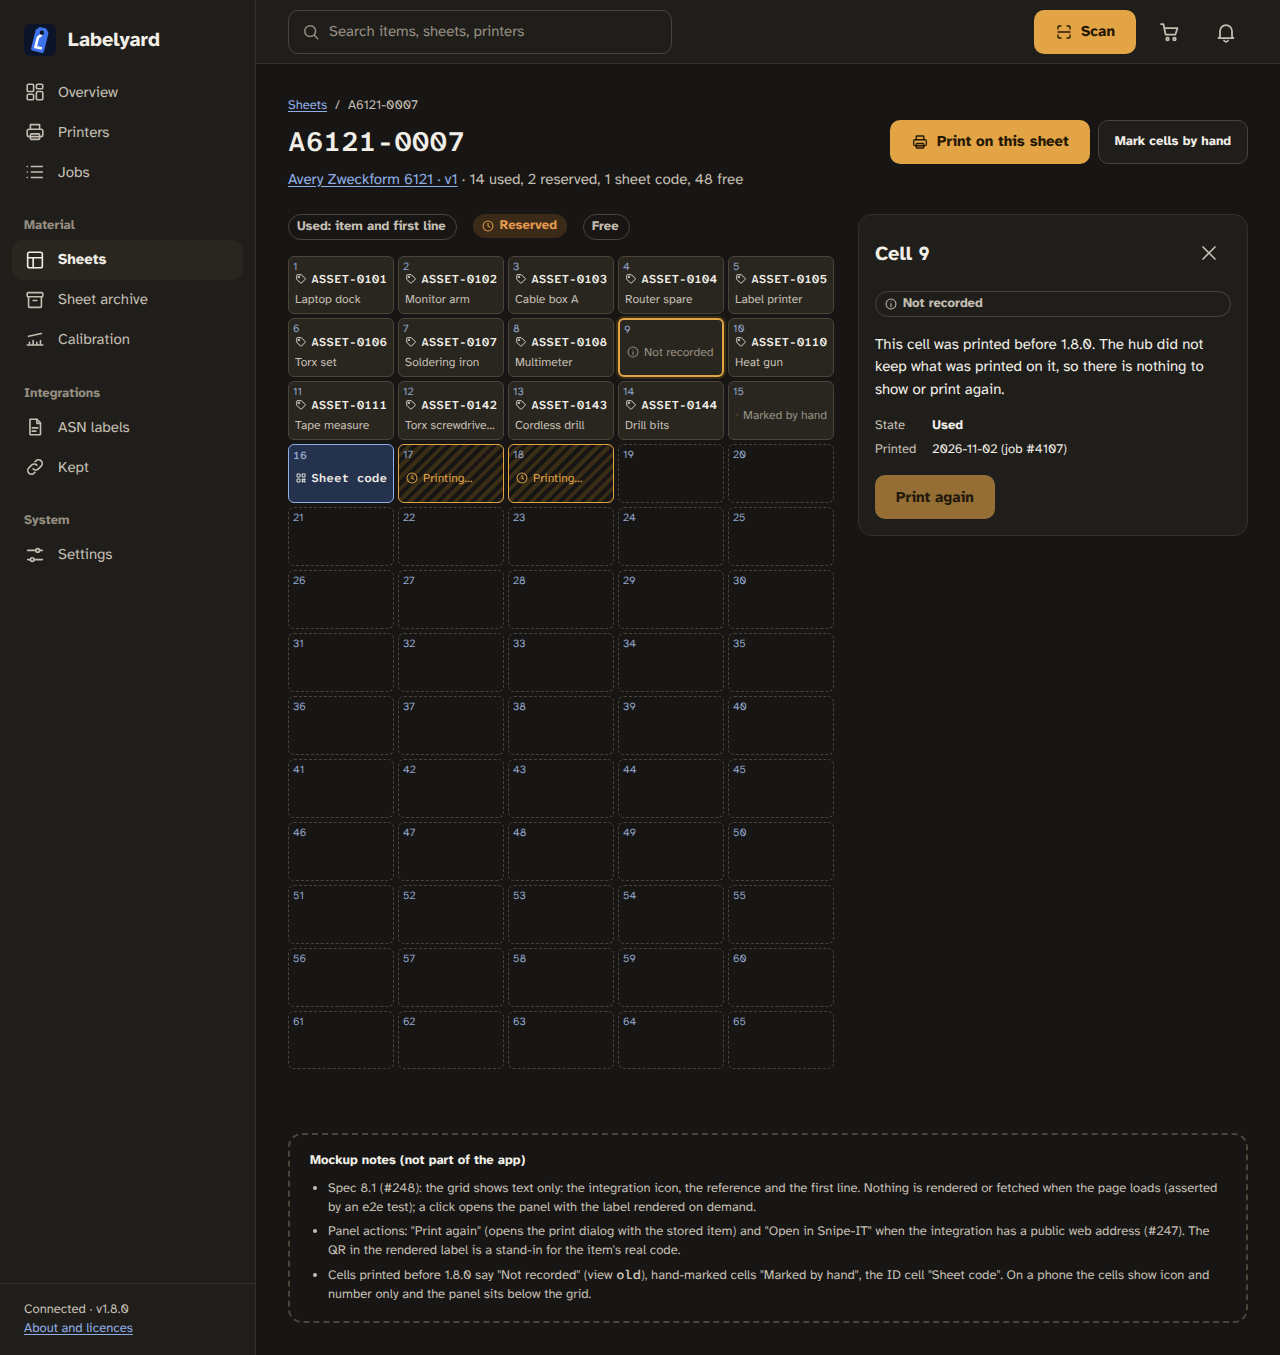 Labelyard
Search items, sheets, printers
Scan
Overview
Printers
Jobs
Material
Sheets
Sheet archive
Calibration
Integrations
ASN labels
Kept
System
Settings
Connected · v1.8.0
About and licences
Sheets / A6121-0007
A6121-0007
Print on this sheet
Mark cells by hand
Avery Zweckform 6121 · v1 · 14 used, 2 reserved, 1 sheet code, 48 free
Used: item and first line
Reserved
Free
1
ASSET-0101
Laptop dock
2
ASSET-0102
Monitor arm
3
ASSET-0103
Cable box A
4
ASSET-0104
Router spare
5
ASSET-0105
Label printer
6
ASSET-0106
Torx set
7
ASSET-0107
Soldering iron
8
ASSET-0108
Multimeter
9
Not recorded
10
ASSET-0110
Heat gun
11
ASSET-0111
Tape measure
12
ASSET-0142
Torx screwdrive...
13
ASSET-0143
Cordless drill
14
ASSET-0144
Drill bits
15
Marked by hand
16
Sheet code
17
Printing...
18
Printing...
19
20
21
22
23
24
25
26
27
28
29
30
31
32
33
34
35
36
37
38
39
40
41
42
43
44
45
46
47
48
49
50
51
52
53
54
55
56
57
58
59
60
61
62
63
64
65
Cell 9
Not recorded
This cell was printed before 1.8.0. The hub did not
keep what was printed on it, so there is nothing to
show or print again.
State Used
Printed 2026-11-02 (job #4107)
Print again
Mockup notes (not part of the app)
• Spec 8.1 (#248): the grid shows text only: the integration icon, the reference and the first line. Nothing is rendered or fetched when the page loads (asserted
by an e2e test); a click opens the panel with the label rendered on demand.
• Panel actions: "Print again" (opens the print dialog with the stored item) and "Open in Snipe-IT" when the integration has a public web address (#247). The
QR in the rendered label is a stand-in for the item's real code.
• Cells printed before 1.8.0 say "Not recorded" (view old), hand-marked cells "Marked by hand", the ID cell "Sheet code". On a phone the cells show icon and
number only and the panel sits below the grid.